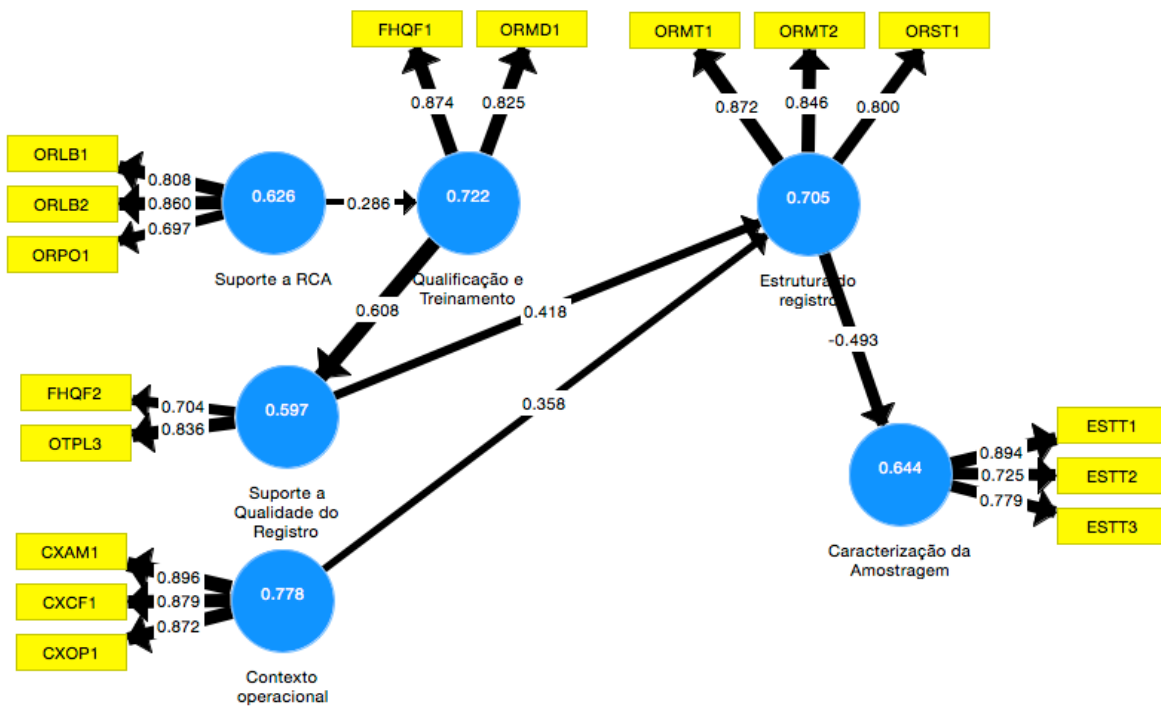 FHQF1
ORMD1
ORMT1
ORMT2
ORST1
0.874
0.825
0.872
0.846
0.800
ORLB1
ORLB2
ORPO1
0.808
0.860
0.697
0.626
0.286
0.722
0.705
Suporte a RCA
Qualificação e
Treinamento
Estrutura do
registro
0.608
0.418
-0.493
FHQF2
OTPL3
0.704
0.836
0.597
0.358
Suporte a
Qualidade do
Registro
ESTT1
ESTT2
ESTT3
0.894
0.725
0.779
0.644
Caracterização da
Amostragem
CXAM1
CXCF1
CXOP1
0.896
0.879
0.872
0.778
Contexto
operacional